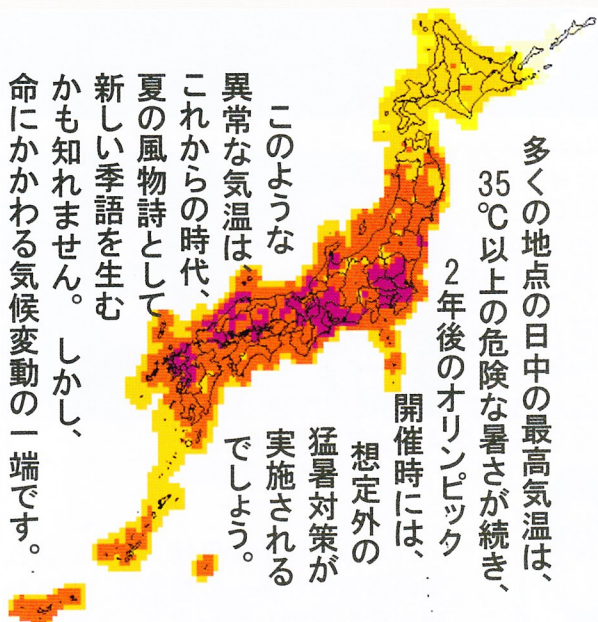 多くの地点の日中の最高気温は、
35℃以上の危険な暑さが続き、
2年後のオリンピック
開催時には、
想定外の
猛暑対策が
実施される
でしょう。
このような
異常な気温は、
これからの時代、
夏の風物詩として
新しい季語を生む
かも知れません。しかし、
命にかかわる気候変動の一端です。